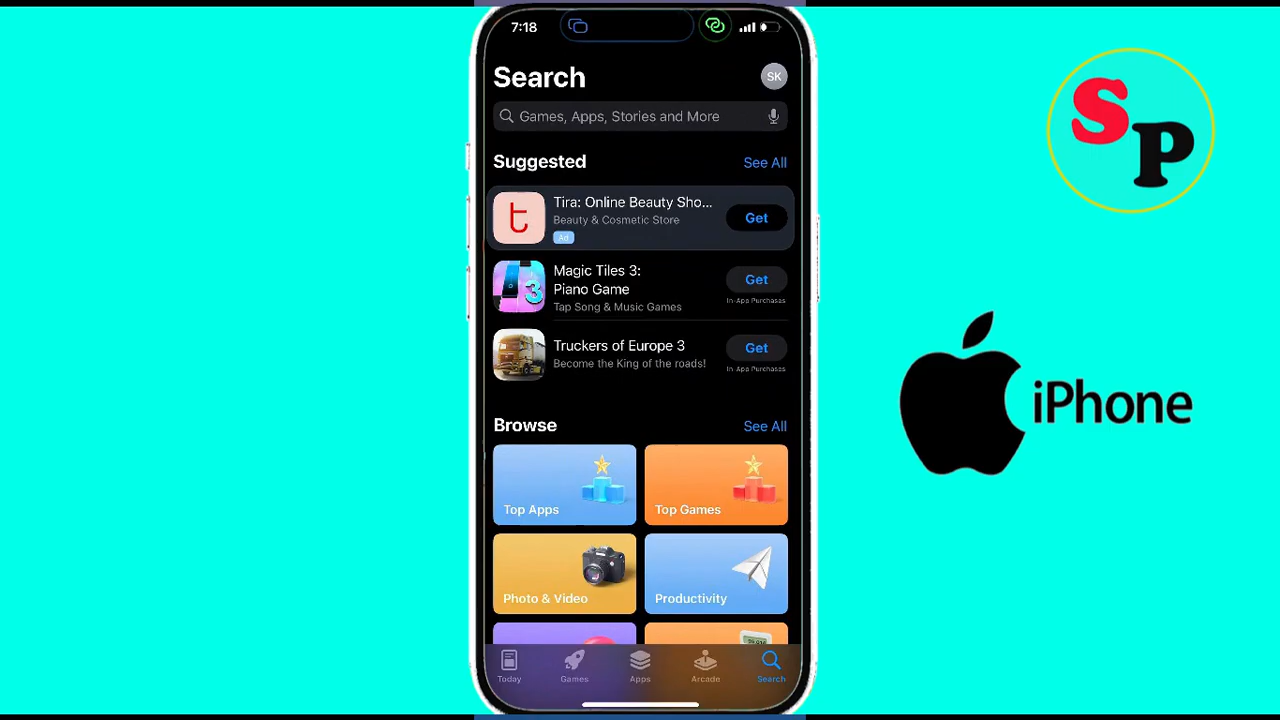 7:18
Search
SK
Games, Apps, Stories and More
Suggested
See All
Tira: Online Beauty Sho...
Beauty & Cosmetic Store
Ad
Get
Magic Tiles 3:
Piano Game
Tap Song & Music Games
Get
In-App Purchases
Truckers of Europe 3
Become the King of the roads!
Get
In-App Purchases
Browse
See All
Top Apps
Top Games
Photo & Video
Productivity
Today
Games
Apps
Arcade
Search
SP
iPhone